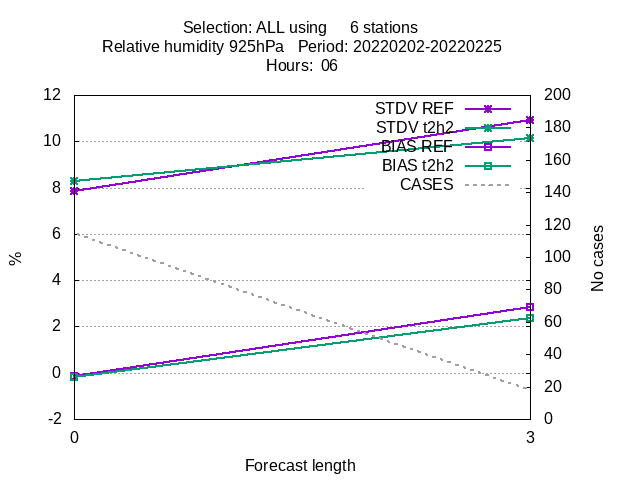 Selection: ALL using     6 stations
Relative humidity 925hPa   Period: 20220202-20220225
Hours:  06
12
10
8
6
4
2
0
-2
%
STDV REF
STDV t2h2
BIAS REF
BIAS t2h2
CASES
200
180
160
140
120
100
80
60
40
20
0
No cases
0
3
Forecast length